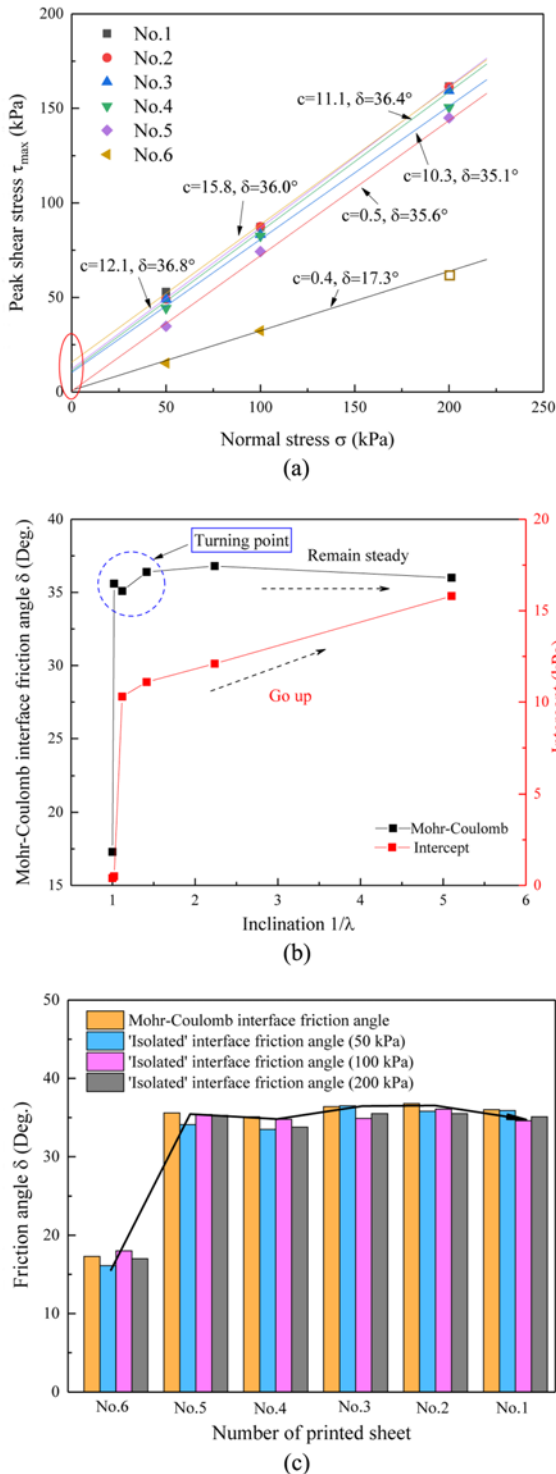 (a)
No.1
No.2
No.3
No.4
No.5
No.6
c=11.1, δ=36.4°
c=15.8, δ=36.0°
c=10.3, δ=35.1°
c=0.5, δ=35.6°
c=12.1, δ=36.8°
c=0.4, δ=17.3°
200
150
100
50
0
Peak shear stress τmax (kPa)
0 50 100 150 200 250
Normal stress σ (kPa)
(a)
40
35
30
25
20
15
Mohr-Coulomb interface friction angle δ (Deg.)
20
15
10
5
0
Turning point
Remain steady
Go up
Mohr-Coulomb
Intercept
1 2 3 4 5 6
Inclination 1/λ
(b)
50
40
30
20
10
0
Friction angle δ (Deg.)
Mohr-Coulomb interface friction angle
'Isolated' interface friction angle (50 kPa)
'Isolated' interface friction angle (100 kPa)
'Isolated' interface friction angle (200 kPa)
No.6 No.5 No.4 No.3 No.2 No.1
Number of printed sheet
(c)